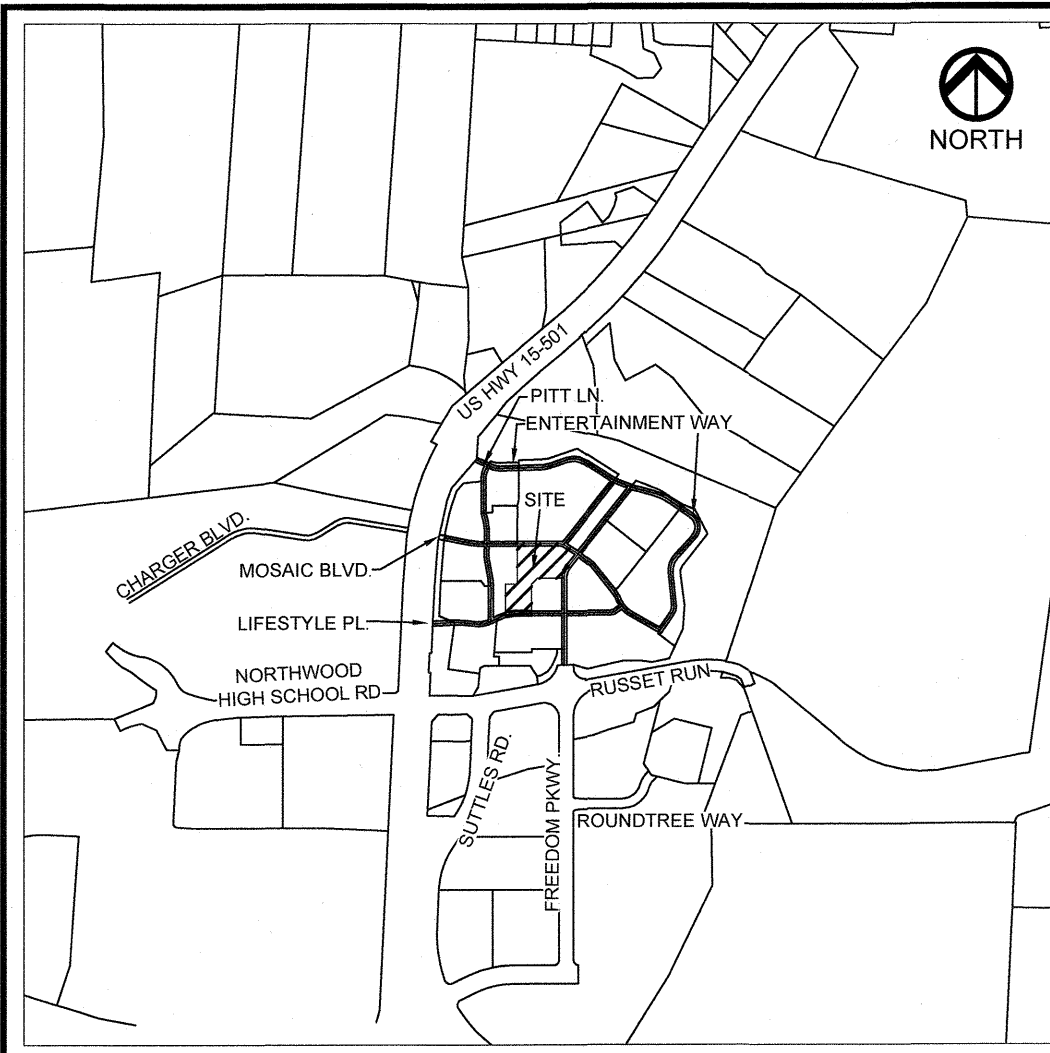 NORTH
US HWY 15-501
PITT LN.
ENTERTAINMENT WAY
SITE
CHARGER BLVD.
MOSAIC BLVD.
LIFESTYLE PL.
NORTHWOOD
HIGH SCHOOL RD
RUSSET RUN
SUTTLES RD.
FREEDOM PKWY.
ROUNDTREE WAY